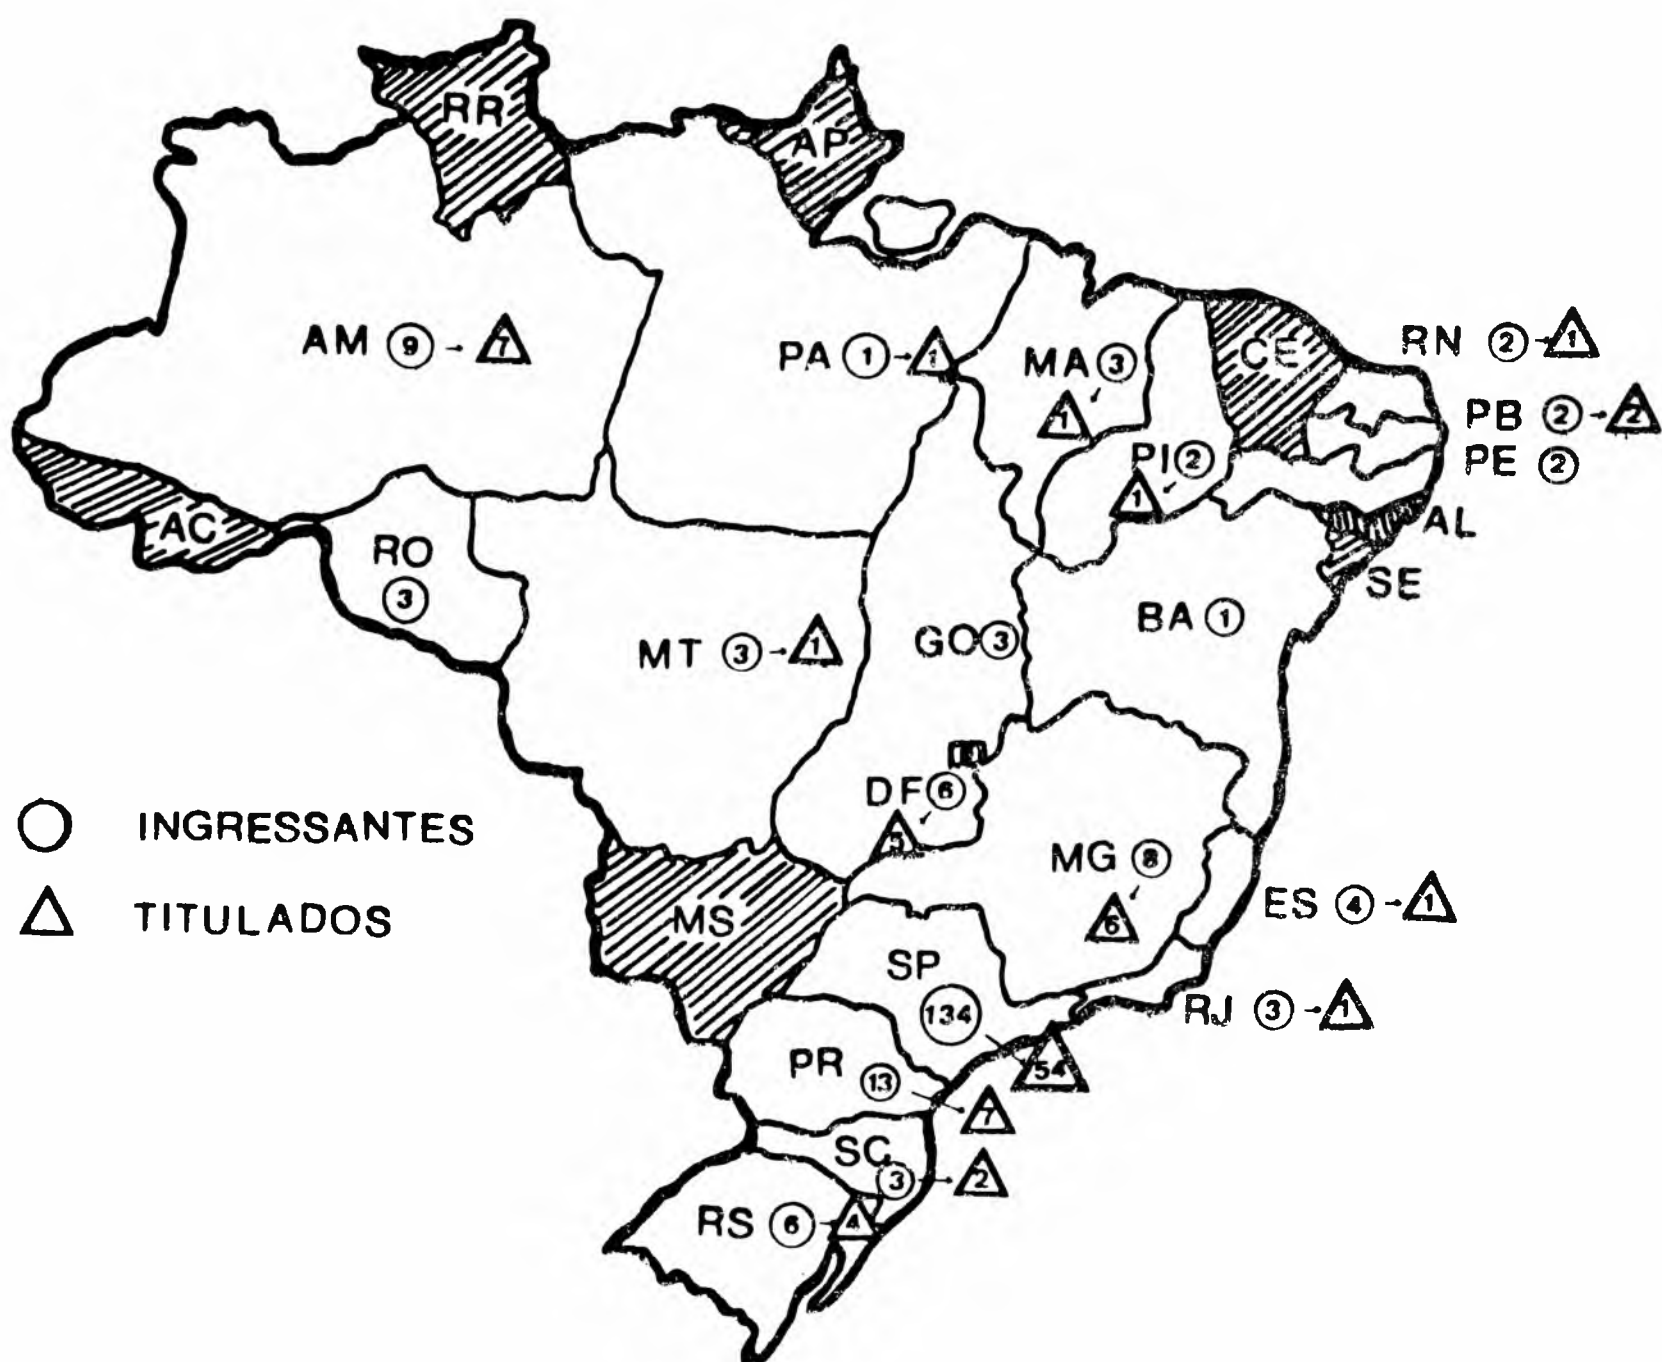 RR
AP
AM 9 7
PA 1 1
MA 3
1
CE
RN 2 1
PB 2 2
PE 2
PI 2
1
AC
RO
3
AL
SE
MT 3 1
GO 3
BA 1
DF 6
5
MG 8
6
ES 4 1
INGRESSANTES
TITULADOS
MS
SP
134
54
RJ 3 1
PR 13
7
SC
3 2
RS 6 4